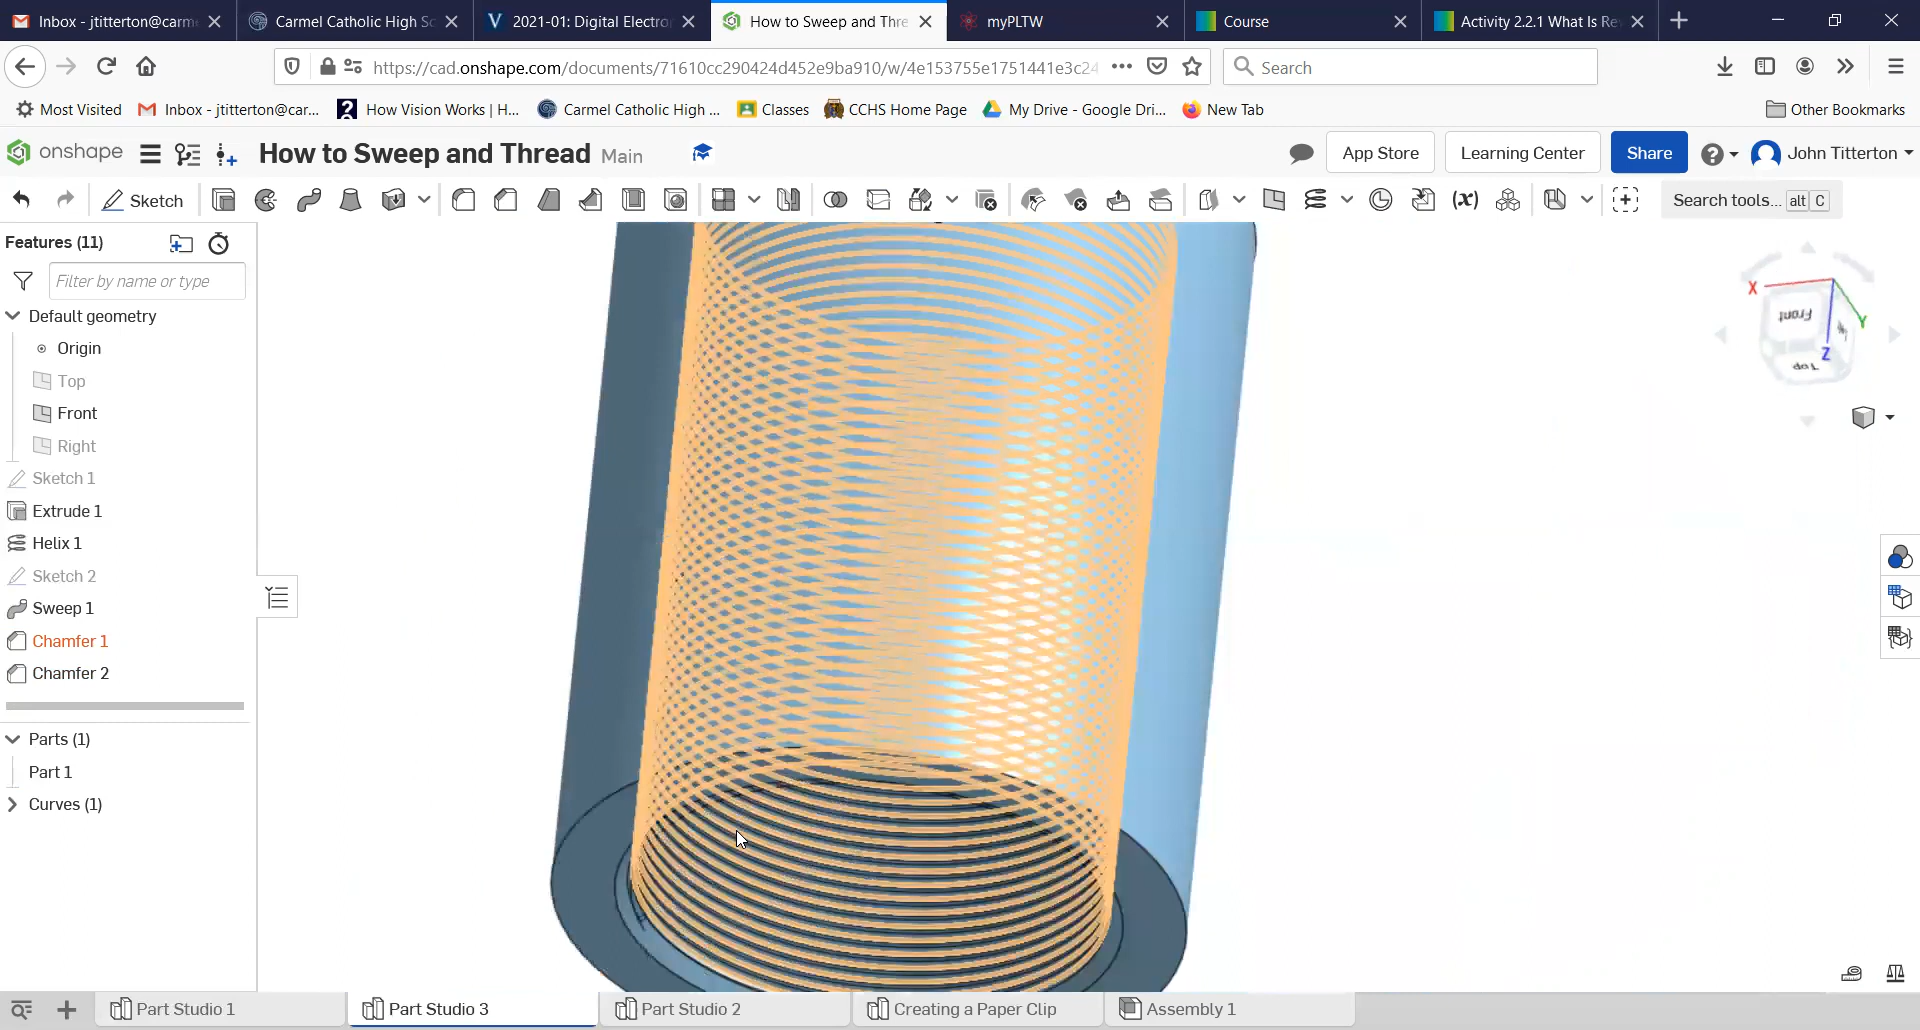 Inbox - jtitterton@carm
Carmel Catholic High Sc
2021-01: Digital Electro
How to Sweep and Thre
myPLTW
Course
Activity 2.2.1 What Is Re
https://cad.onshape.com/documents/71610cc290424d452e9ba910/w/4e153755e1751441e3c24
Search
Most Visited
Inbox - jtitterton@car...
How Vision Works | H...
Carmel Catholic High ...
Classes
CCHS Home Page
My Drive - Google Dri...
New Tab
Other Bookmarks
onshape
How to Sweep and Thread Main
App Store
Learning Center
Share
John Titterton
Sketch
Search tools... alt C
Features (11)
Filter by name or type
Default geometry
Origin
Top
Front
Right
Sketch 1
Extrude 1
Helix 1
Sketch 2
Sweep 1
Chamfer 1
Chamfer 2
Parts (1)
Part 1
Curves (1)
X
Front
Y
Z
Top
Part Studio 1
Part Studio 3
Part Studio 2
Creating a Paper Clip
Assembly 1